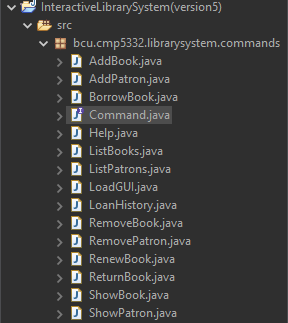 InteractiveLibrarySystem(version5)
src
bcu.cmp5332.librarysystem.commands
AddBook.java
AddPatron.java
BorrowBook.java
Command.java
Help.java
ListBooks.java
ListPatrons.java
LoadGUI.java
LoanHistory.java
RemoveBook.java
RemovePatron.java
RenewBook.java
ReturnBook.java
ShowBook.java
ShowPatron.java